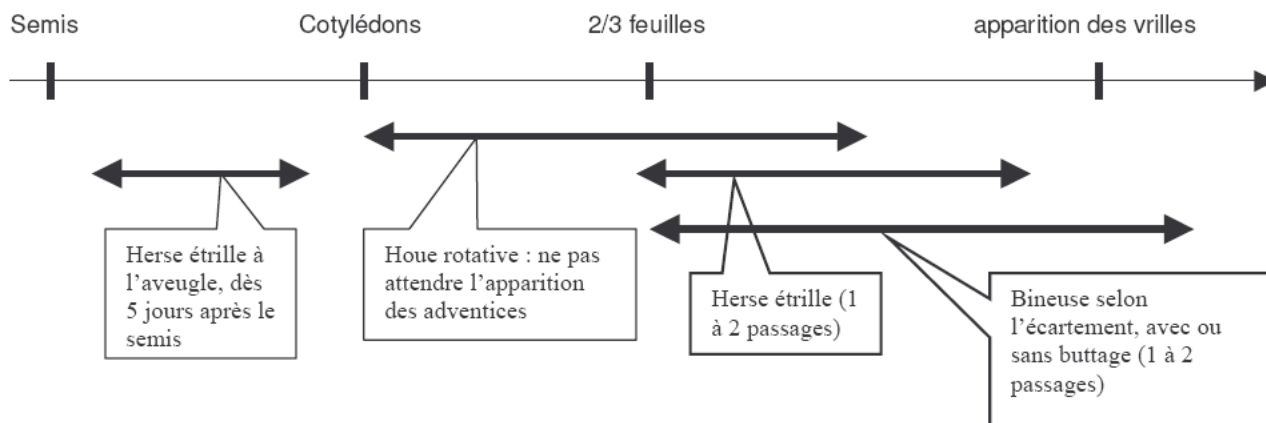 Semis
Cotylédons
2/3 feuilles
apparition des vrilles
Herse étrille à
l'aveugle, dès
5 jours après le
semis
Houe rotative : ne pas
attendre l'apparition
des adventices
Herse étrille (1
à 2 passages)
Bineuse selon
l'écartement, avec ou
sans buttage (1 à 2
passages)